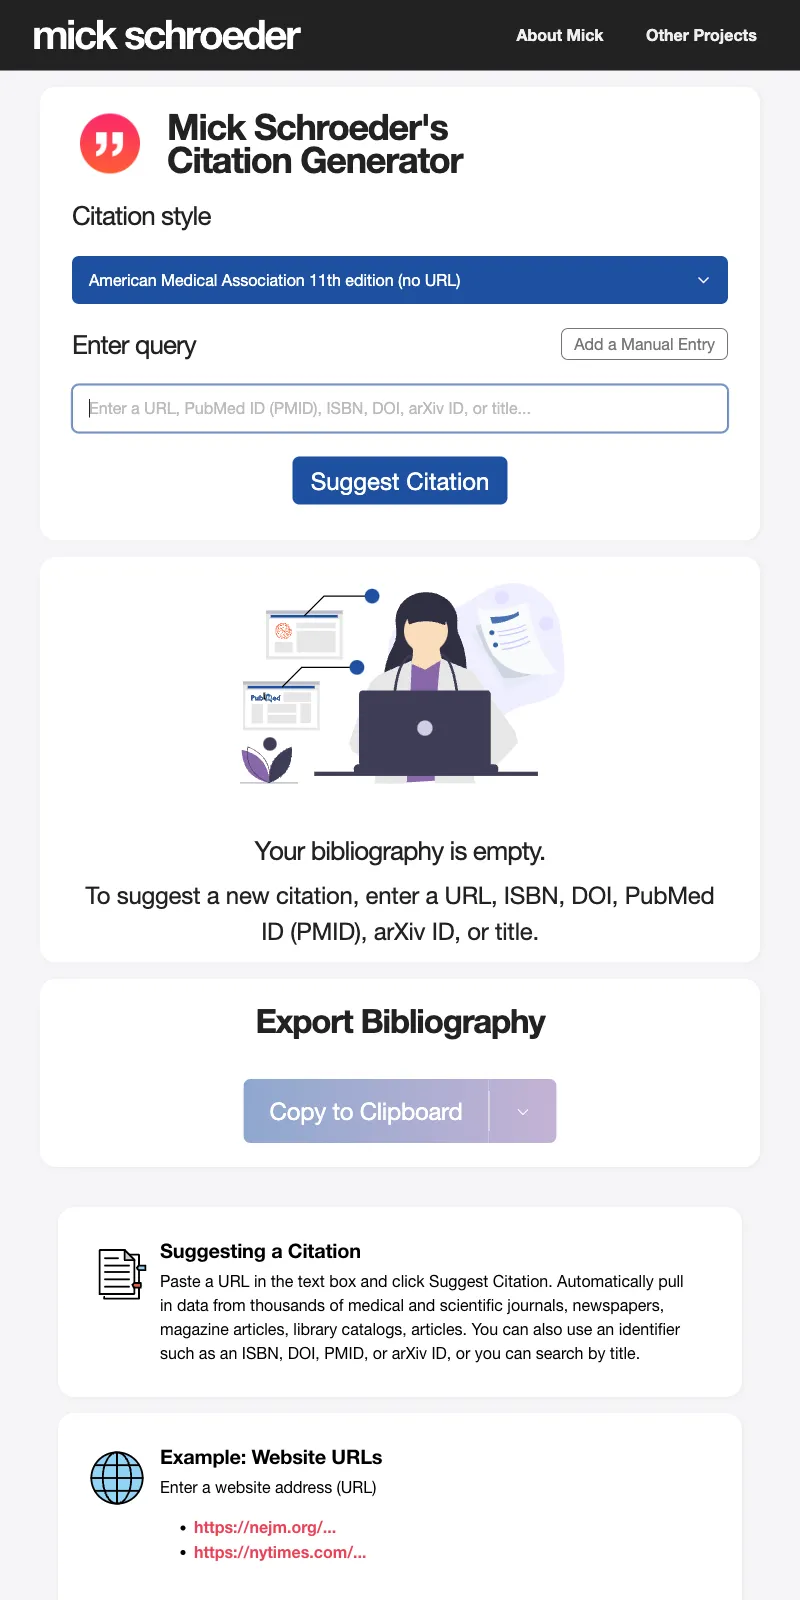 mick schroeder
About Mick
Other Projects
Mick Schroeder's
Citation Generator
Citation style
American Medical Association 11th edition (no URL)
Enter query
Add a Manual Entry
Enter a URL, PubMed ID (PMID), ISBN, DOI, arXiv ID, or title...
Suggest Citation
PubMed
Your bibliography is empty.
To suggest a new citation, enter a URL, ISBN, DOI, PubMed
ID (PMID), arXiv ID, or title.
Export Bibliography
Copy to Clipboard
Suggesting a Citation
Paste a URL in the text box and click Suggest Citation. Automatically pull
in data from thousands of medical and scientific journals, newspapers,
magazine articles, library catalogs, articles. You can also use an identifier
such as an ISBN, DOI, PMID, or arXiv ID, or you can search by title.
Example: Website URLs
Enter a website address (URL)
• https://nejm.org/...
• https://nytimes.com/...